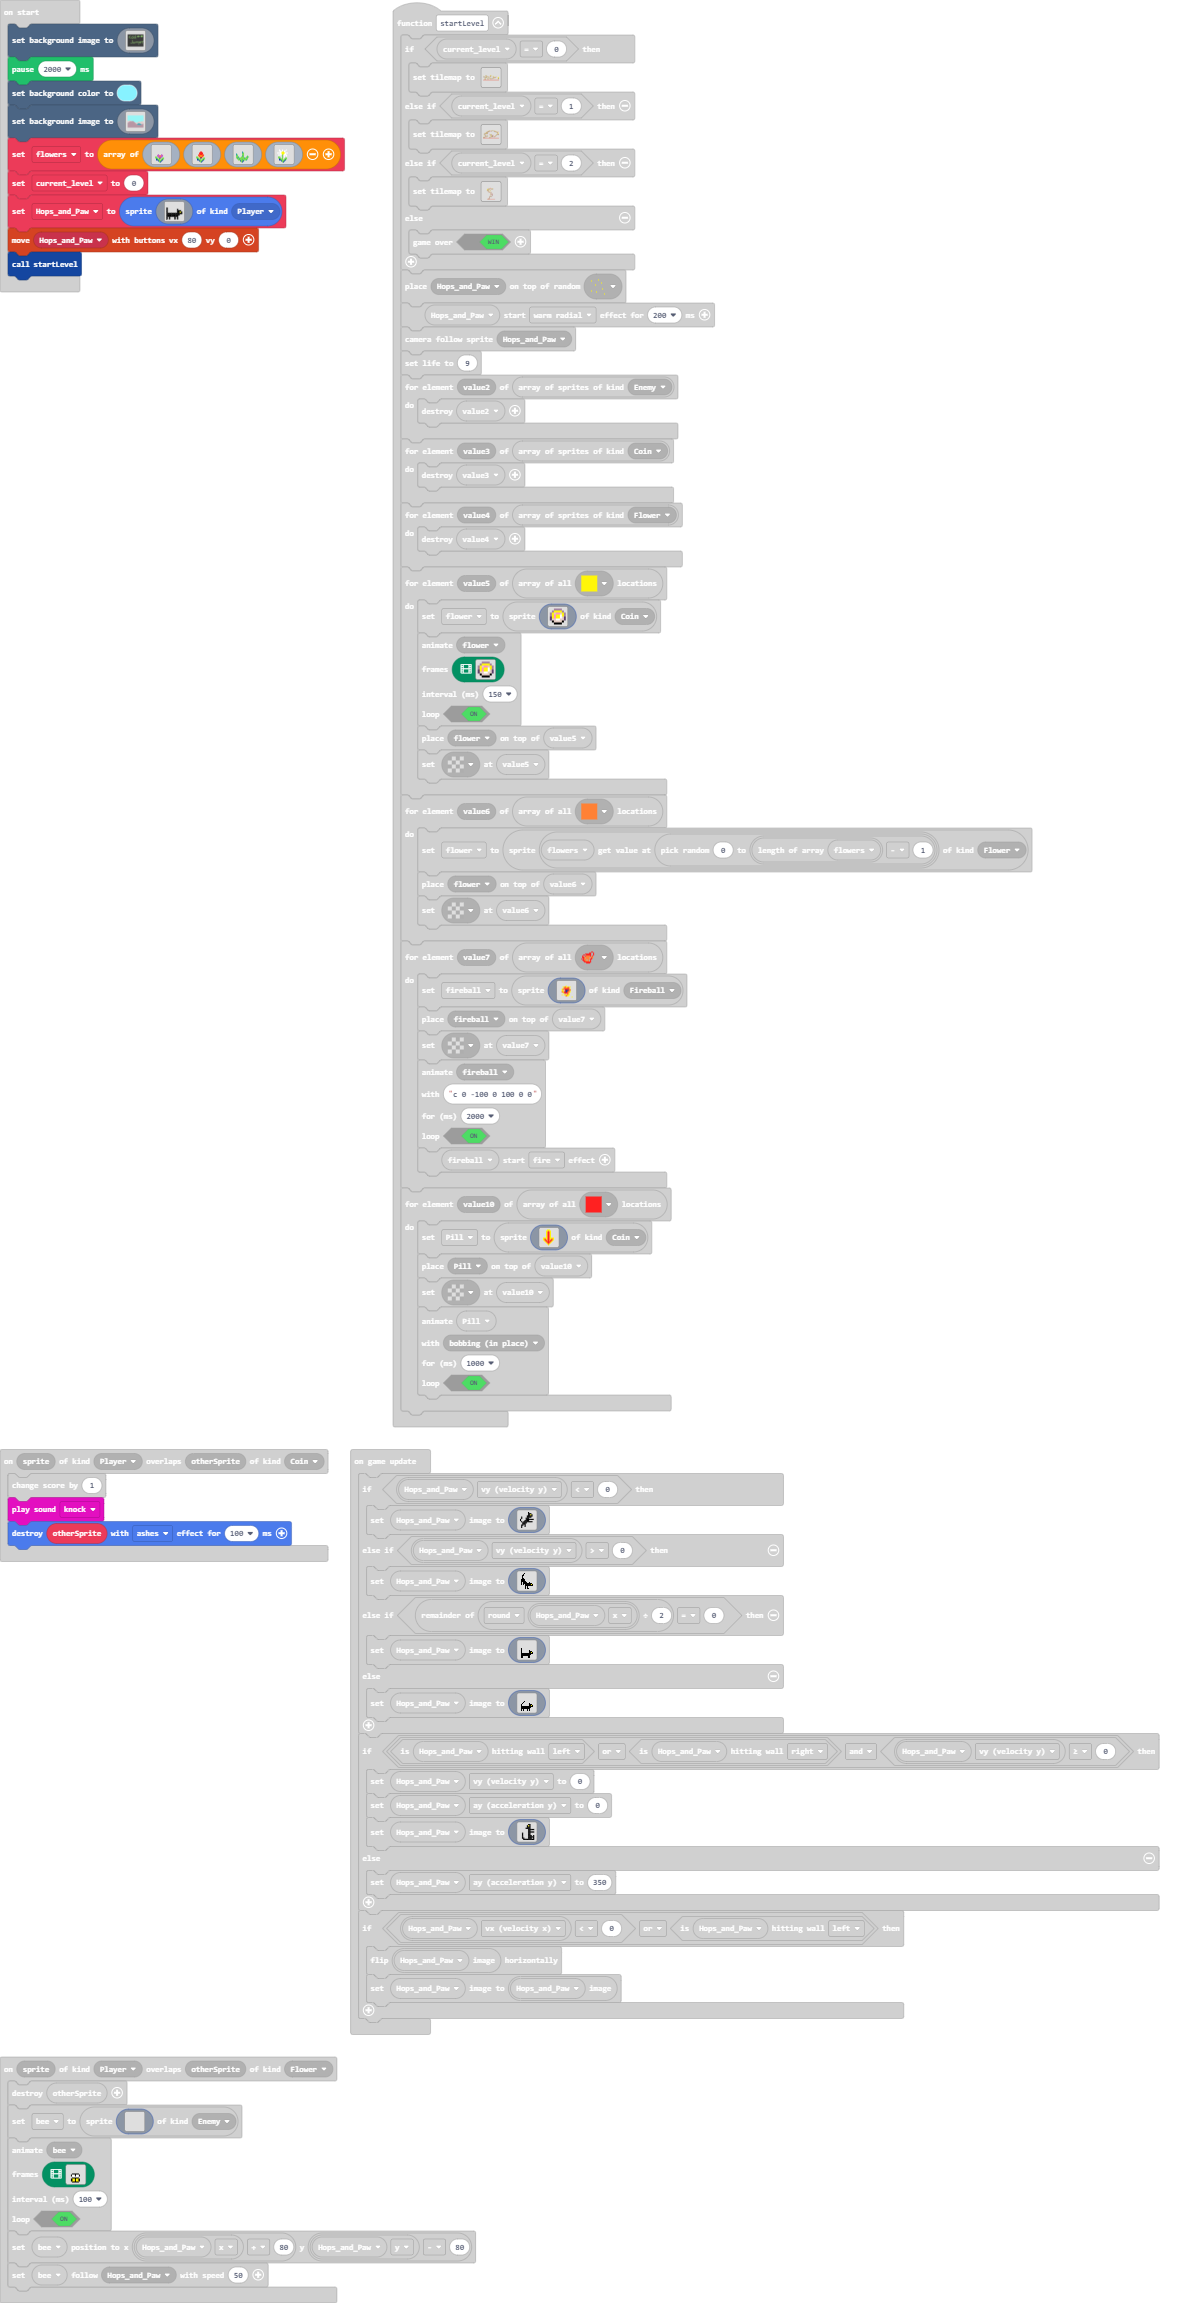 on start
set background image to
pause 2000 ms
set background color to
set background image to
set flowers to array of
set current_level to 0
set Hops_and_Paw to sprite of kind Player
move Hops_and_Paw with buttons vx 80 vy 0
call startLevel
function startLevel
if current_level = 0 then
set tilemap to
else if current_level = 1 then
set tilemap to
else if current_level = 2 then
set tilemap to
else
game over WIN
place Hops_and_Paw on top of random
Hops_and_Paw start warm radial effect for 200 ms
camera follow sprite Hops_and_Paw
set life to 9
for element value2 of array of sprites of kind Enemy
do destroy value2
for element value3 of array of sprites of kind Coin
do destroy value3
for element value4 of array of sprites of kind Flower
do destroy value4
for element value5 of array of all locations
do set flower to sprite of kind Coin
animate flower
frames
interval (ms) 150
loop ON
place flower on top of value5
set at value5
for element value6 of array of all locations
do set flower to sprite flowers get value at pick random 0 to length of array flowers - 1 of kind Flower
place flower on top of value6
set at value6
for element value7 of array of all locations
do set fireball to sprite of kind Fireball
place fireball on top of value7
set at value7
animate fireball
with "c 0 -100 0 100 0 0"
for (ms) 2000
loop ON
fireball start fire effect
for element value10 of array of all locations
do set Pill to sprite of kind Coin
place Pill on top of value10
set at value10
animate Pill
with bobbing (in place)
for (ms) 1000
loop ON
on sprite of kind Player overlaps otherSprite of kind Coin
change score by 1
play sound knock
destroy otherSprite with ashes effect for 100 ms
on game update
if Hops_and_Paw vy (velocity y) < 0 then
set Hops_and_Paw image to
else if Hops_and_Paw vy (velocity y) > 0 then
set Hops_and_Paw image to
else if remainder of round Hops_and_Paw x ÷ 2 = 0 then
set Hops_and_Paw image to
else
set Hops_and_Paw image to
if is Hops_and_Paw hitting wall left or is Hops_and_Paw hitting wall right and Hops_and_Paw vy (velocity y) ≥ 0 then
set Hops_and_Paw vy (velocity y) to 0
set Hops_and_Paw ay (acceleration y) to 0
set Hops_and_Paw image to
else
set Hops_and_Paw ay (acceleration y) to 350
if Hops_and_Paw vx (velocity x) < 0 or is Hops_and_Paw hitting wall left then
flip Hops_and_Paw image horizontally
set Hops_and_Paw image to Hops_and_Paw image
on sprite of kind Player overlaps otherSprite of kind Flower
destroy otherSprite
set bee to sprite of kind Enemy
animate bee
frames
interval (ms) 100
loop ON
set bee position to x Hops_and_Paw x + 80 y Hops_and_Paw y - 80
set bee follow Hops_and_Paw with speed 50